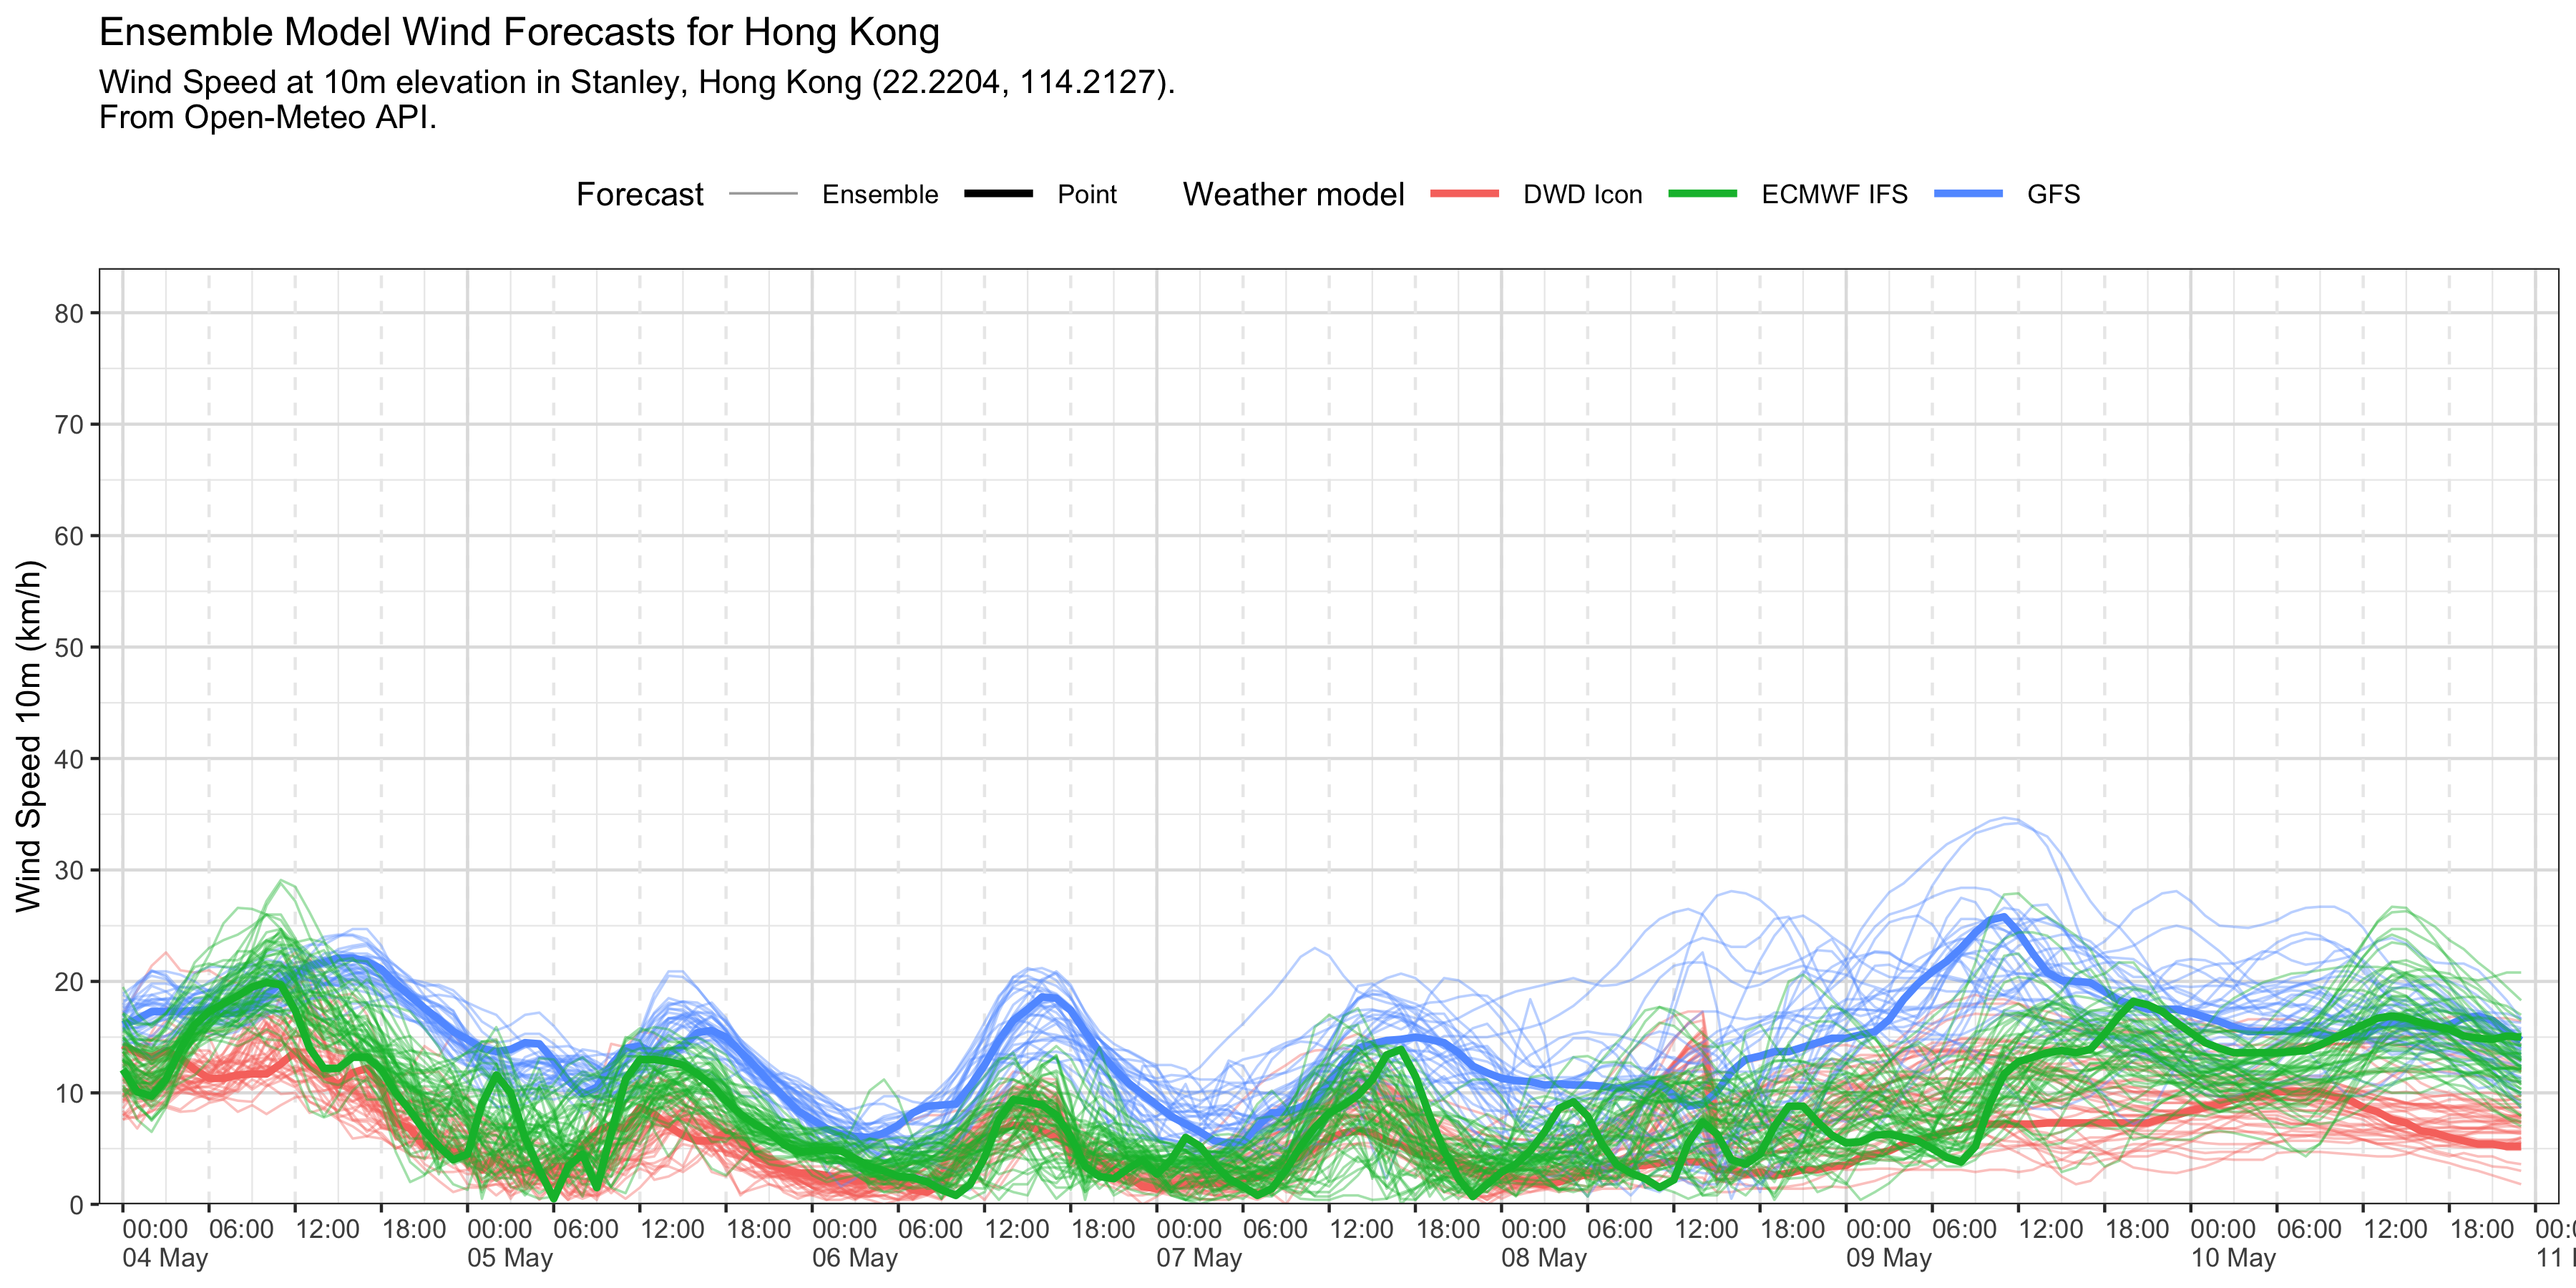 Ensemble Model Wind Forecasts for Hong Kong
Wind Speed at 10m elevation in Stanley, Hong Kong (22.2204, 114.2127).
From Open-Meteo API.
Forecast Ensemble Point Weather model DWD Icon ECMWF IFS GFS
Wind Speed 10m (km/h)
80
70
60
50
40
30
20
10
0
00:00 06:00 12:00 18:00 00:00 06:00 12:00 18:00 00:00 06:00 12:00 18:00 00:00 06:00 12:00 18:00 00:00 06:00 12:00 18:00 00:00 06:00 12:00 18:00 00:00 06:00 12:00 18:00
04 May 05 May 06 May 07 May 08 May 09 May 10 May 11